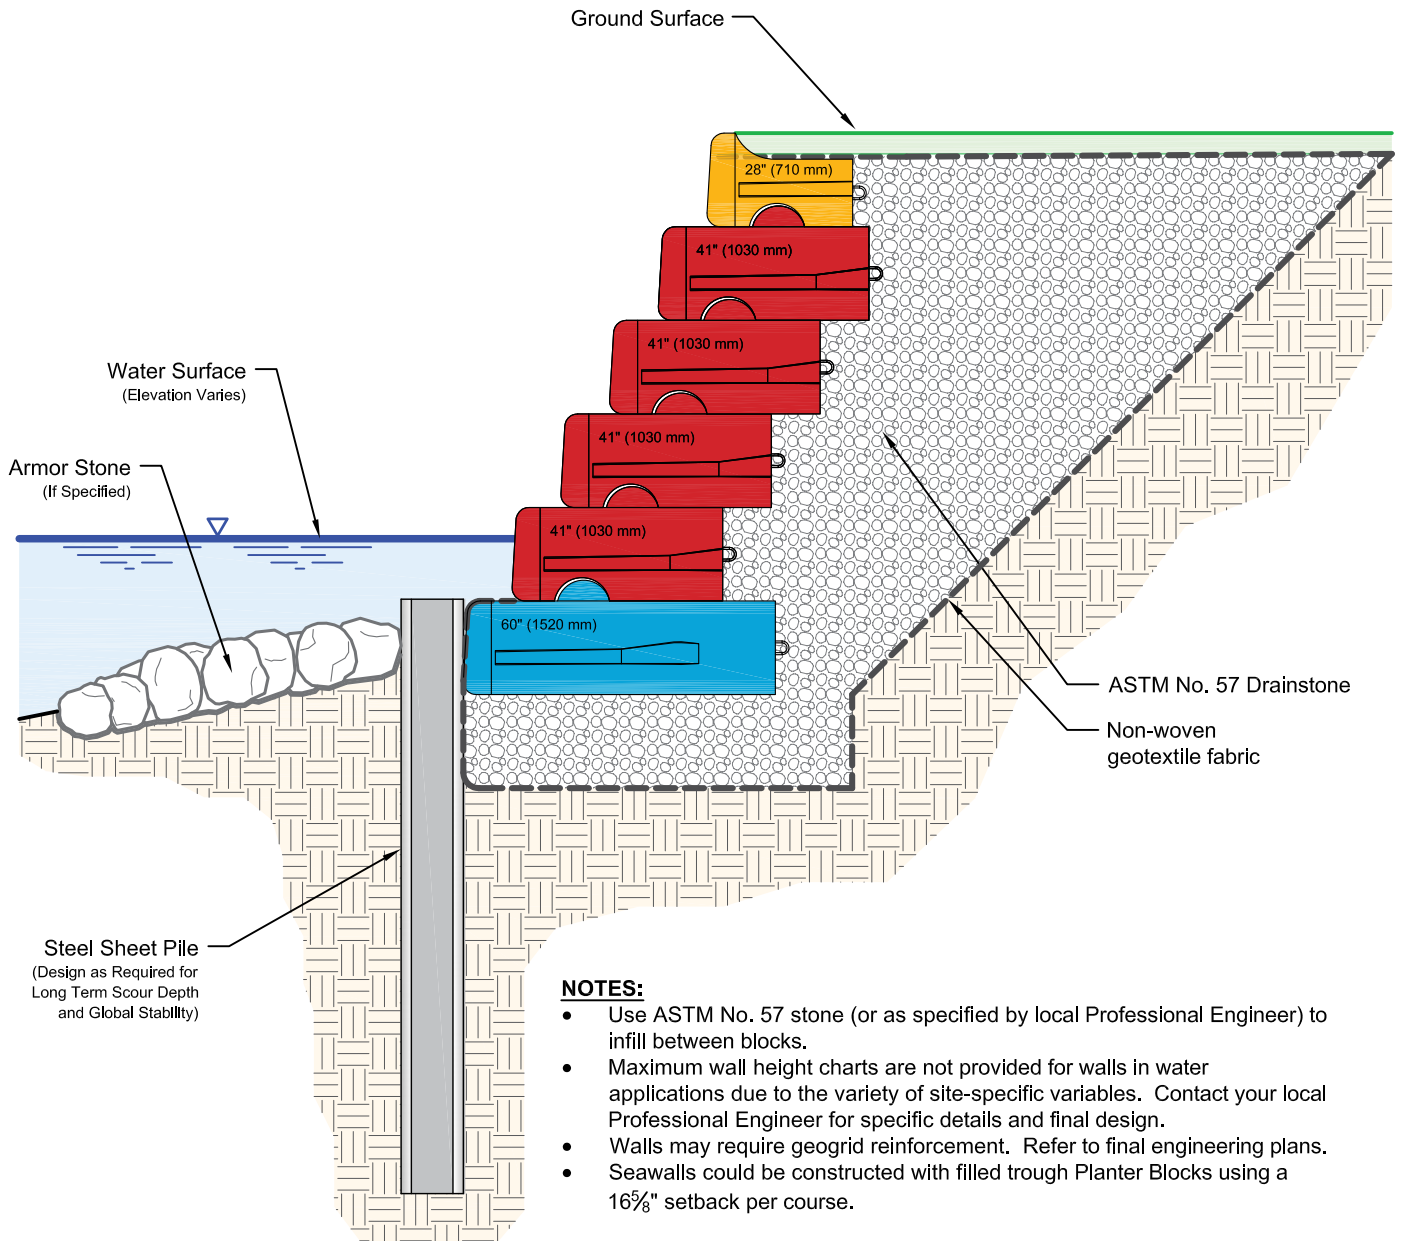 Ground Surface
28" (710 mm)
41" (1030 mm)
41" (1030 mm)
Water Surface
(Elevation Varies)
41" (1030 mm)
Armor Stone
(If Specified)
41" (1030 mm)
60" (1520 mm)
ASTM No. 57 Drainstone
Non-woven
geotextile fabric
Steel Sheet Pile
(Design as Required for
Long Term Scour Depth
and Global Stability)
NOTES:
• Use ASTM No. 57 stone (or as specified by local Professional Engineer) to
infill between blocks.
• Maximum wall height charts are not provided for walls in water
applications due to the variety of site-specific variables. Contact your local
Professional Engineer for specific details and final design.
• Walls may require geogrid reinforcement. Refer to final engineering plans.
• Seawalls could be constructed with filled trough Planter Blocks using a
16⅝" setback per course.